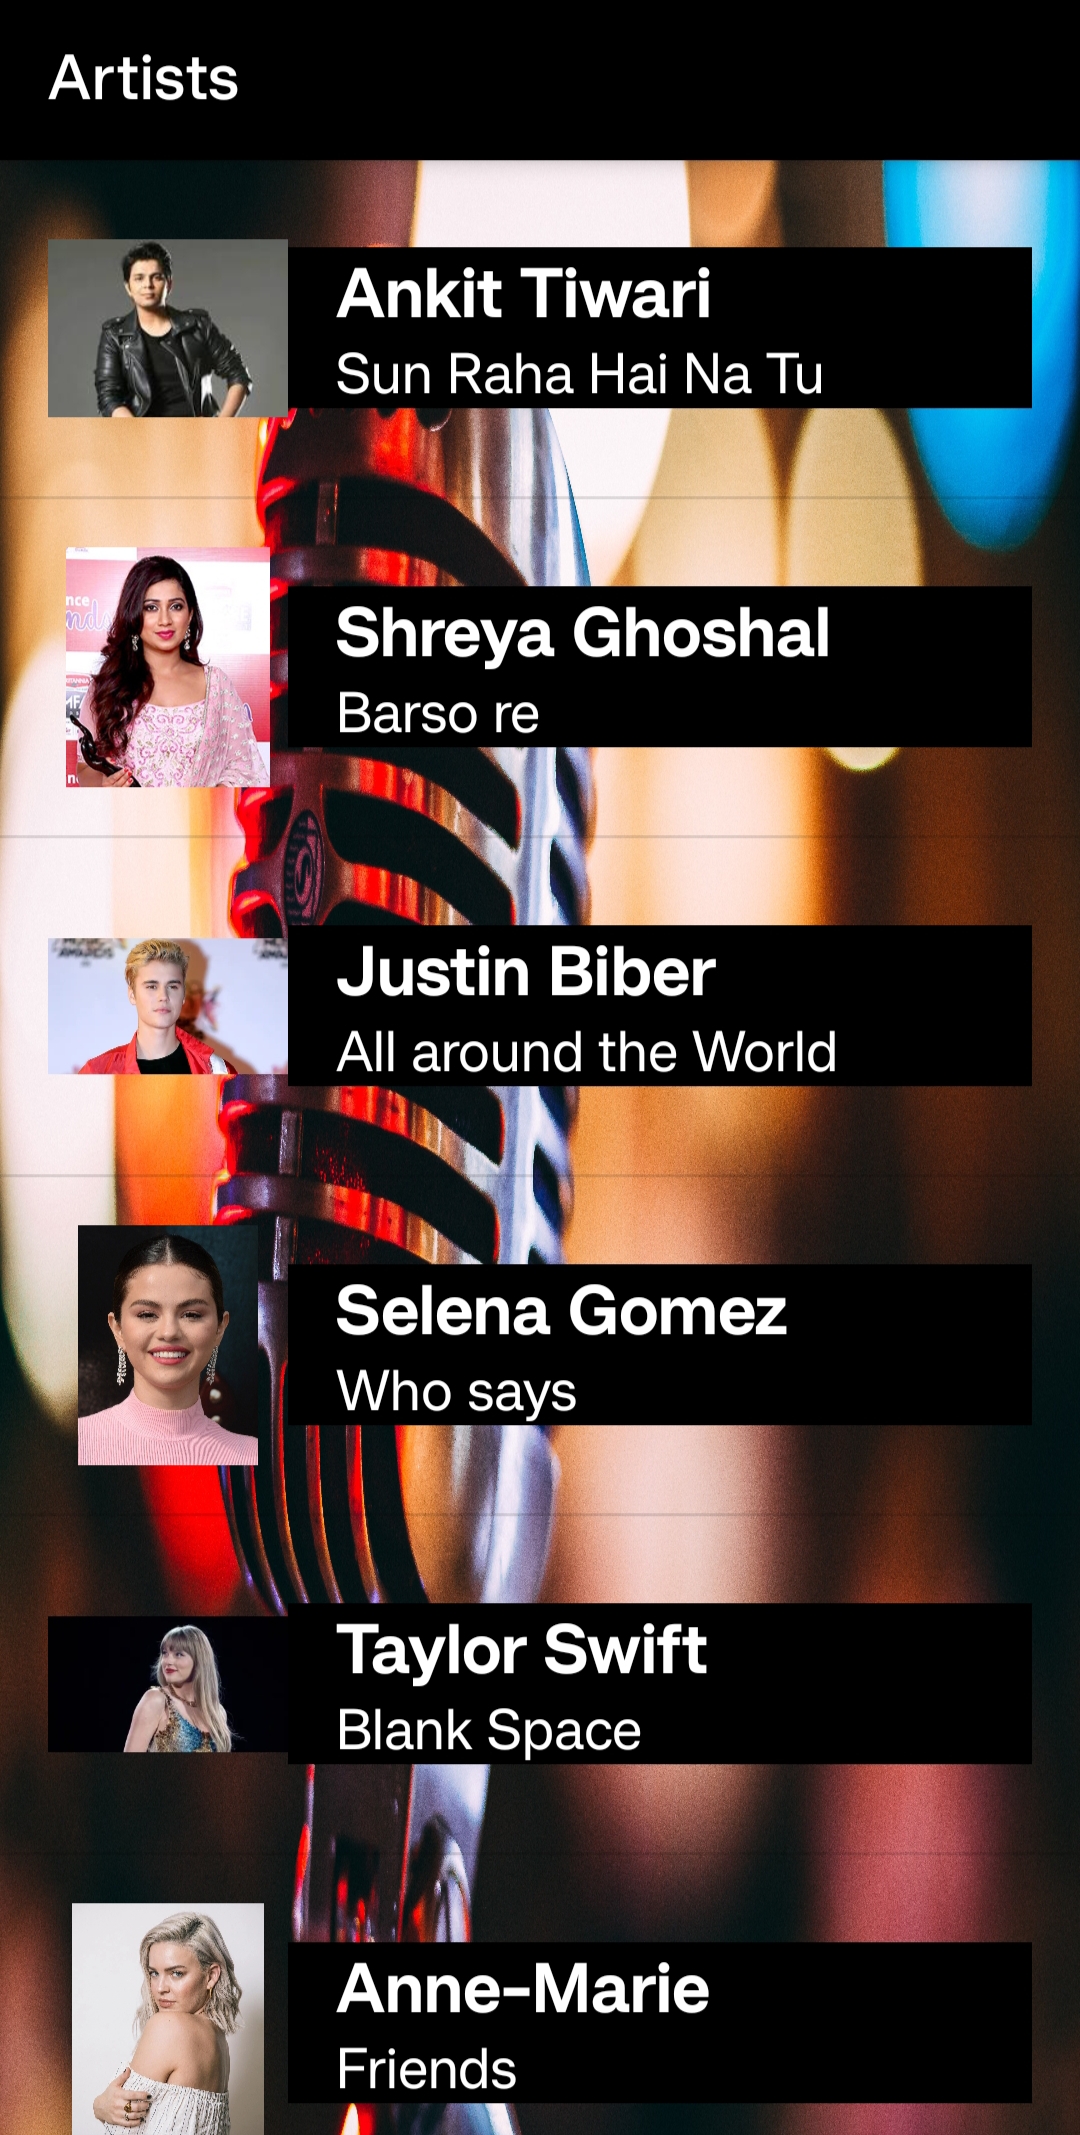 Artists
Ankit Tiwari
Sun Raha Hai Na Tu
Shreya Ghoshal
Barso re
Justin Biber
All around the World
Selena Gomez
Who says
Taylor Swift
Blank Space
Anne-Marie
Friends